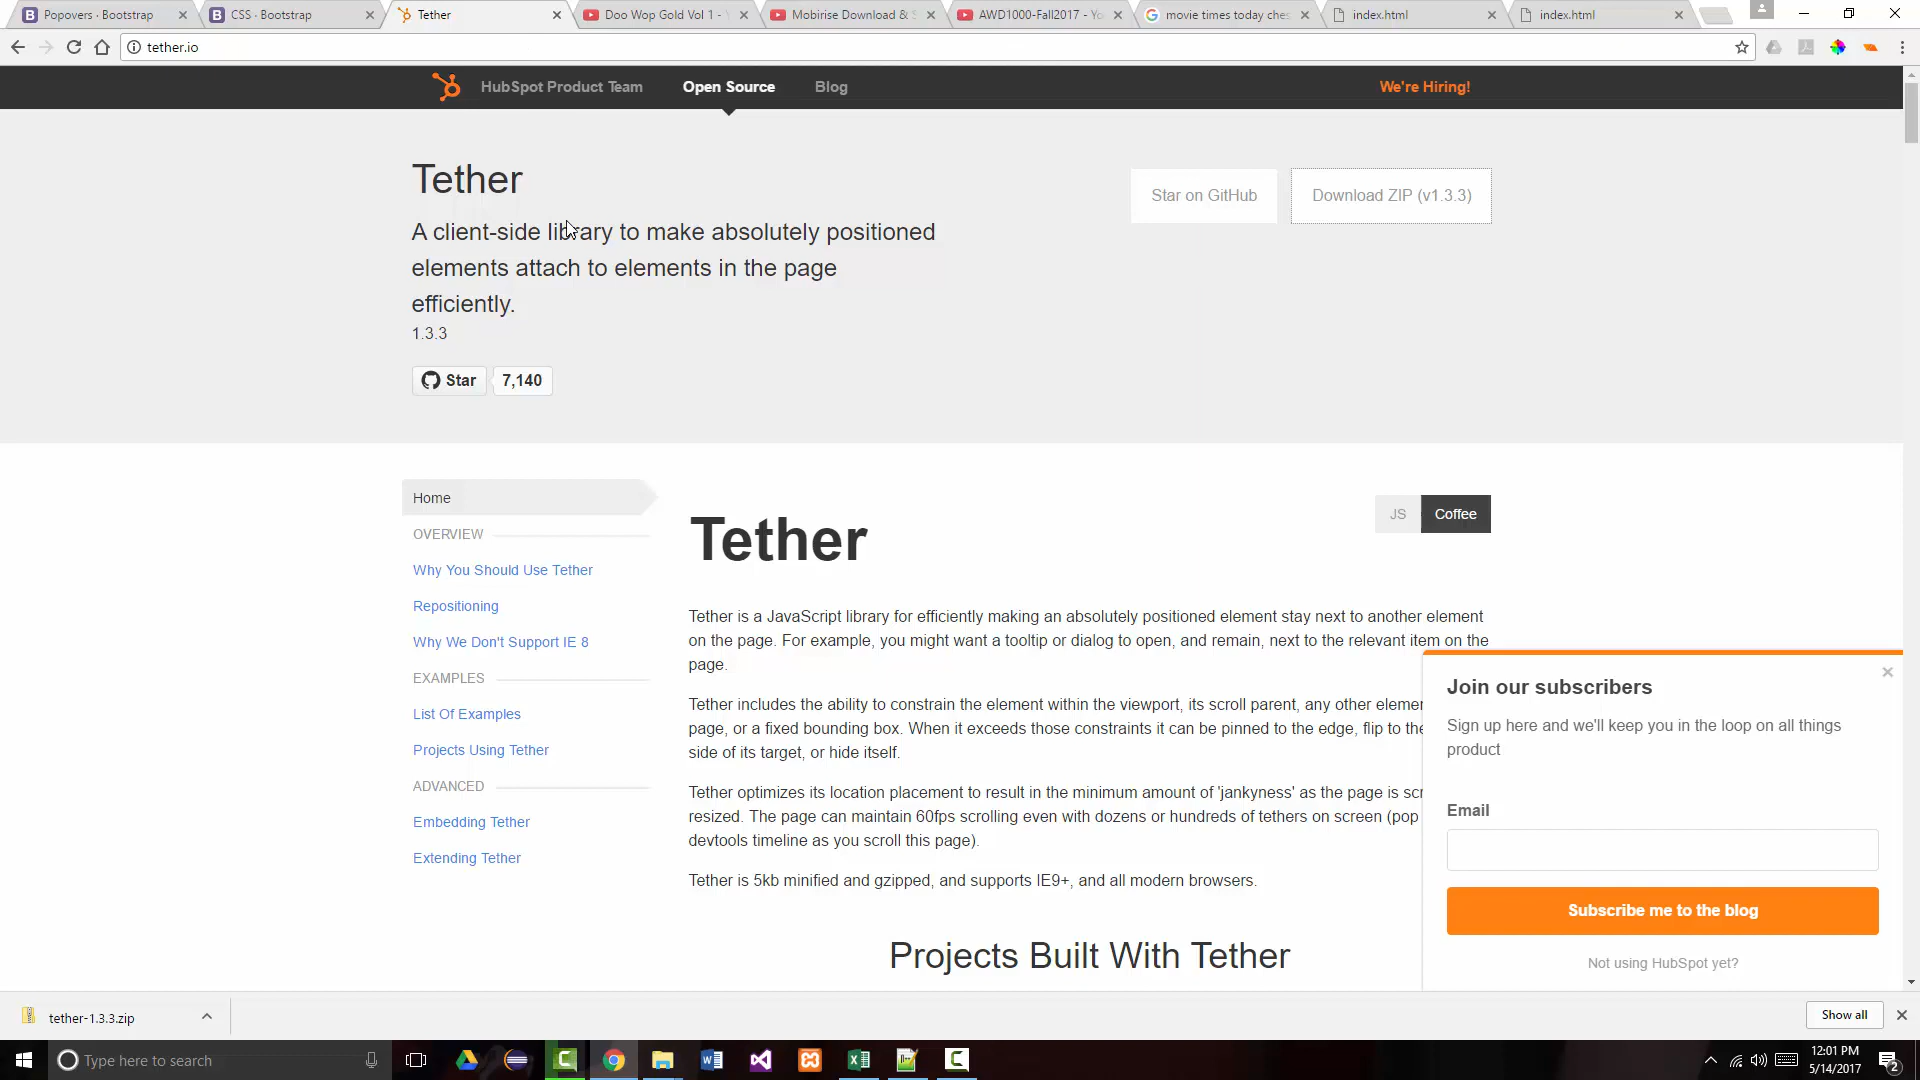 Popovers · Bootstrap
CSS · Bootstrap
Tether
Doo Wop Gold Vol 1 -
Mobirise Download &
AWD1000-Fall2017 - Yo
movie times today ches
index.html
index.html
tether.io
HubSpot Product Team
Open Source
Blog
We're Hiring!
Tether
A client-side library to make absolutely positioned
elements attach to elements in the page
efficiently.
1.3.3
Star on GitHub
Download ZIP (v1.3.3)
Star
7,140
Home
OVERVIEW
Why You Should Use Tether
Repositioning
Why We Don't Support IE 8
EXAMPLES
List Of Examples
Projects Using Tether
ADVANCED
Embedding Tether
Extending Tether
Tether
JS
Coffee
Tether is a JavaScript library for efficiently making an absolutely positioned element stay next to another element
on the page. For example, you might want a tooltip or dialog to open, and remain, next to the relevant item on the
page.
Tether includes the ability to constrain the element within the viewport, its scroll parent, any other elemen
page, or a fixed bounding box. When it exceeds those constraints it can be pinned to the edge, flip to the
side of its target, or hide itself.
Tether optimizes its location placement to result in the minimum amount of 'jankyness' as the page is scr
resized. The page can maintain 60fps scrolling even with dozens or hundreds of tethers on screen (pop
devtools timeline as you scroll this page).
Tether is 5kb minified and gzipped, and supports IE9+, and all modern browsers.
Projects Built With Tether
Join our subscribers
Sign up here and we'll keep you in the loop on all things
product
Email
Subscribe me to the blog
Not using HubSpot yet?
tether-1.3.3.zip
Show all
Type here to search
12:01 PM
5/14/2017
2